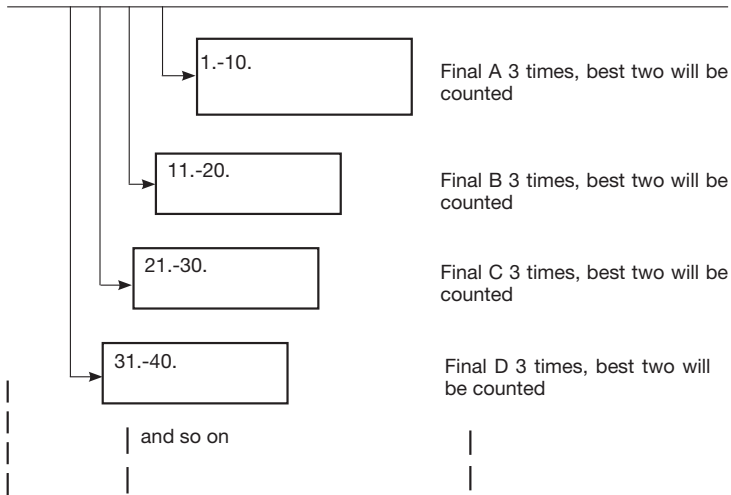 1.-10.
Final A 3 times, best two will be
counted
11.-20.
Final B 3 times, best two will be
counted
21.-30.
Final C 3 times, best two will be
counted
31.-40.
Final D 3 times, best two will
be counted
and so on